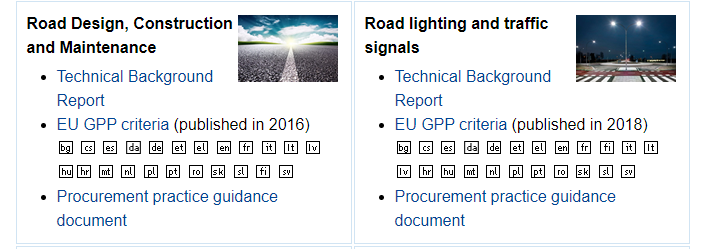 Road Design, Construction
and Maintenance
Technical Background
Report
EU GPP criteria (published in 2016)
bg cs es da de et el en fr it lt lv
hu hr mt nl pl pt ro sk sl fi sv
Procurement practice guidance
document
Road lighting and traffic
signals
Technical Background
Report
EU GPP criteria (published in 2018)
bg cs es da de et el en fr fi it lt
lv hr hu mt nl pl pt ro sk sl sv
Procurement practice guidance
document